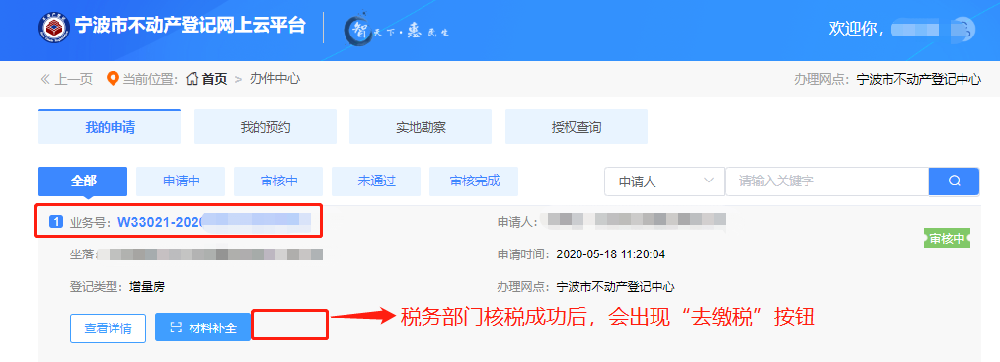 宁波市不动产登记网上云平台
智天下·惠民生
欢迎你,
上一页 当前位置: 首页 > 办件中心
办理网点: 宁波市不动产登记中心
我的申请 我的预约 实地勘察 授权查询
全部 申请中 审核中 未通过 审核完成
申请人 请输入关键字
1 业务号: W33021-2020
申请人:
审核中
坐落:
申请时间: 2020-05-18 11:20:04
登记类型: 增量房
办理网点: 宁波市不动产登记中心
查看详情 材料补全
税务部门核税成功后，会出现“去缴税”按钮